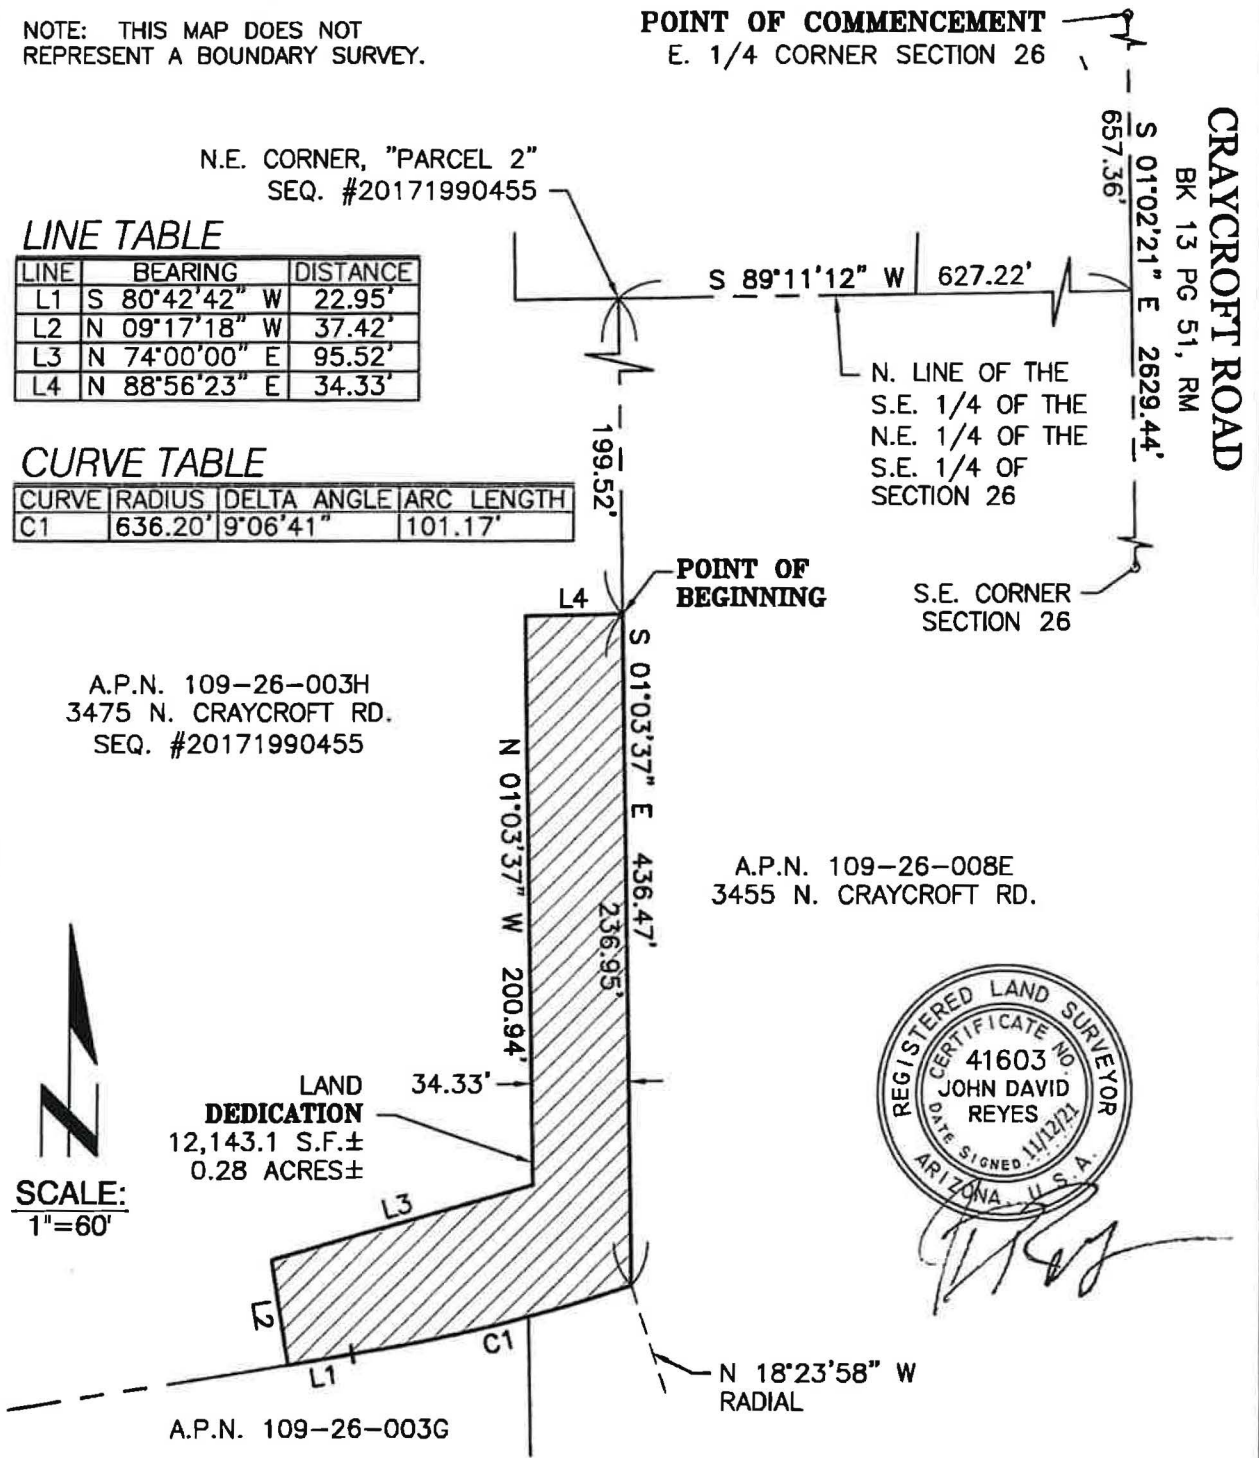 NOTE: THIS MAP DOES NOT
REPRESENT A BOUNDARY SURVEY.
POINT OF COMMENCEMENT
E. 1/4 CORNER SECTION 26
CRAYCROFT ROAD
BK 13 PG 51, RM
S 01°02'21" E 2629.44'
657.36'
N.E. CORNER, "PARCEL 2"
SEQ. #20171990455
S 89°11'12" W 627.22'
LINE TABLE
LINE BEARING DISTANCE
L1 S 80°42'42" W 22.95'
L2 N 09°17'18" W 37.42'
L3 N 74°00'00" E 95.52'
L4 N 88°56'23" E 34.33'
N. LINE OF THE
S.E. 1/4 OF THE
N.E. 1/4 OF THE
S.E. 1/4 OF
SECTION 26
CURVE TABLE
CURVE RADIUS DELTA ANGLE ARC LENGTH
C1 636.20' 9°06'41" 101.17'
199.52'
POINT OF
BEGINNING
S.E. CORNER
SECTION 26
L4
A.P.N. 109-26-003H
3475 N. CRAYCROFT RD.
SEQ. #20171990455
N 01°03'37" W 200.94'
S 01°03'37" E 436.47'
236.95'
A.P.N. 109-26-008E
3455 N. CRAYCROFT RD.
34.33'
LAND
DEDICATION
12,143.1 S.F.±
0.28 ACRES±
REGISTERED LAND SURVEYOR
CERTIFICATE NO.
41603
JOHN DAVID
REYES
DATE SIGNED 11/12/21
ARIZONA, U.S.A.
N
SCALE:
1"=60'
L3
L2
L1
C1
N 18°23'58" W
RADIAL
A.P.N. 109-26-003G